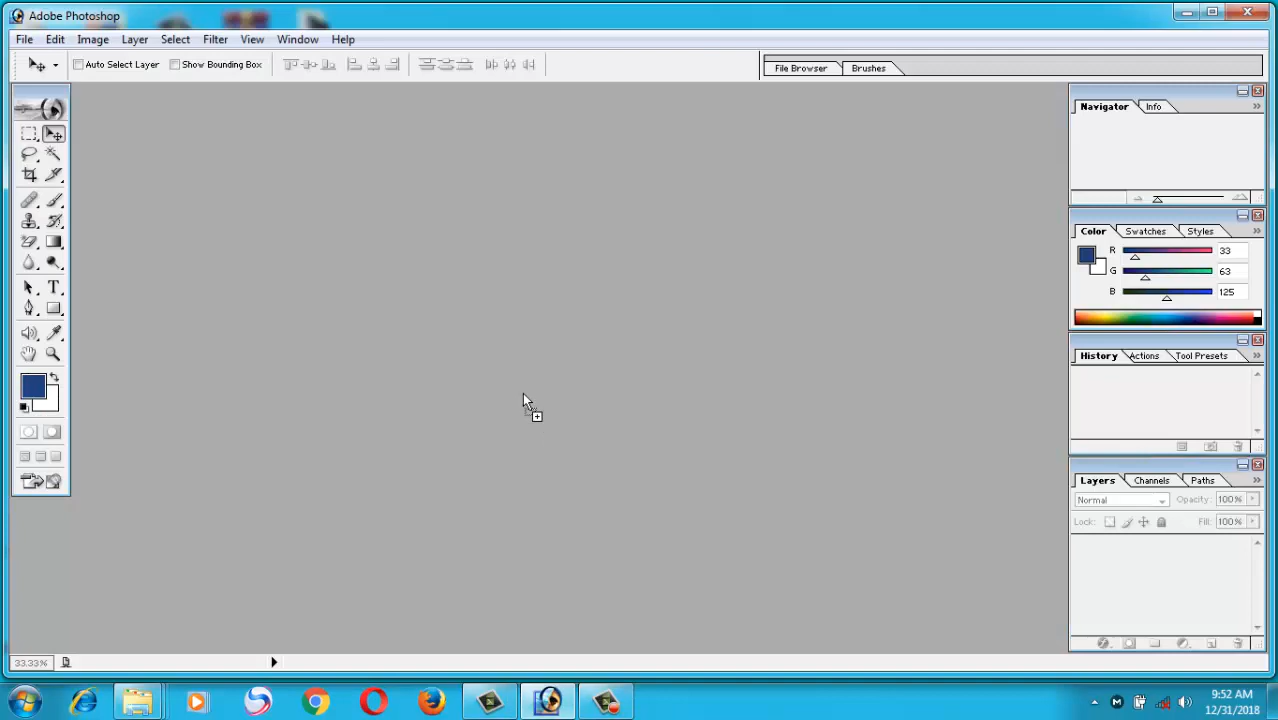 Adobe Photoshop
File Edit Image Layer Select Filter View Window Help
Auto Select Layer Show Bounding Box File Browser Brushes
Navigator Info
Color Swatches Styles
R 33
G 63
B 125
History Actions Tool Presets
Layers Channels Paths
Normal Opacity: 100%
Lock: Fill: 100%
33.33%
9:52 AM
12/31/2018